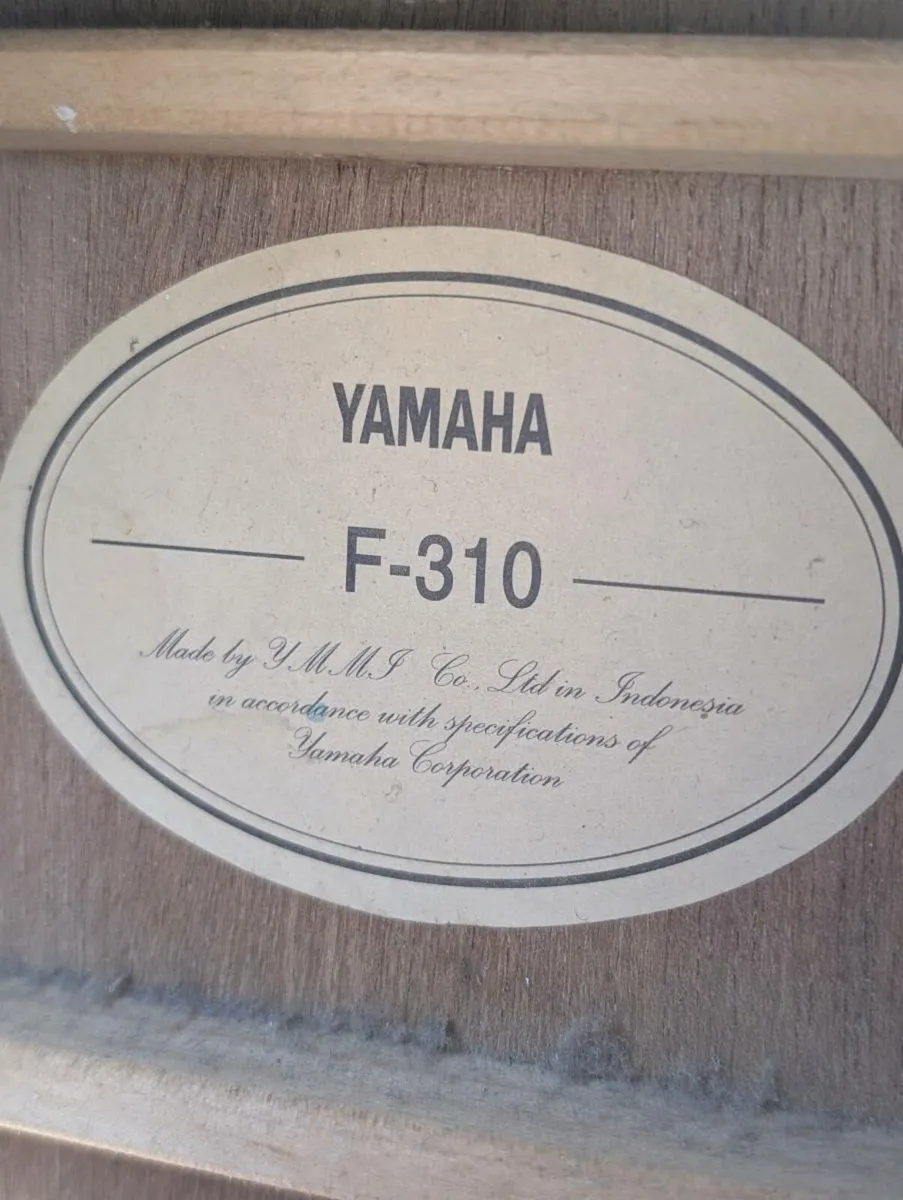 YAMAHA
F-310
Made by YMMI Co., Ltd in Indonesia
in accordance with specifications of
Yamaha Corporation